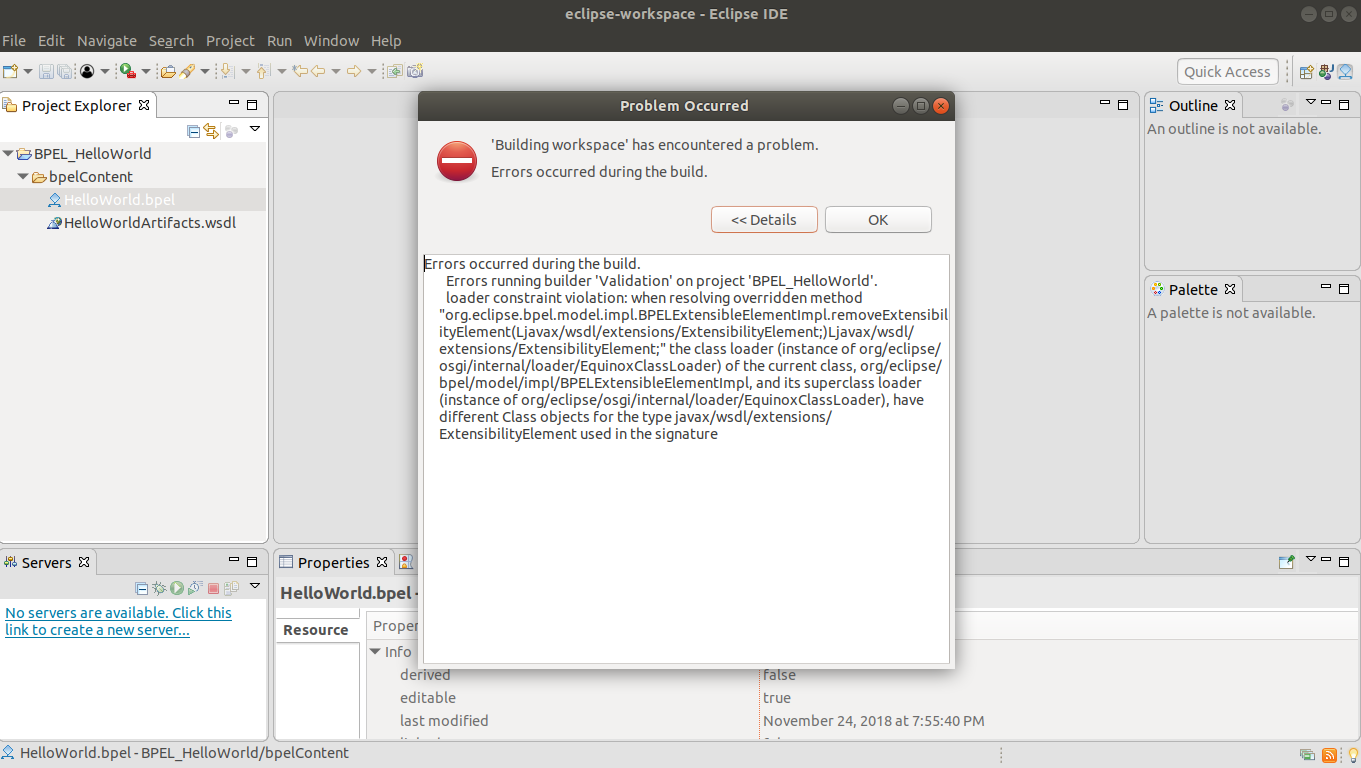 eclipse-workspace - Eclipse IDE
File Edit Navigate Search Project Run Window Help
Quick Access
Project Explorer
BPEL_HelloWorld
bpelContent
HelloWorld.bpel
HelloWorldArtifacts.wsdl
Problem Occurred
'Building workspace' has encountered a problem.
Errors occurred during the build.
<< Details
OK
Errors occurred during the build.
Errors running builder 'Validation' on project 'BPEL_HelloWorld'.
loader constraint violation: when resolving overridden method
"org.eclipse.bpel.model.impl.BPELExtensibleElementImpl.removeExtensibil
ityElement(Ljavax/wsdl/extensions/ExtensibilityElement;)Ljavax/wsdl/
extensions/ExtensibilityElement;" the class loader (instance of org/eclipse/
osgi/internal/loader/EquinoxClassLoader) of the current class, org/eclipse/
bpel/model/impl/BPELExtensibleElementImpl, and its superclass loader
(instance of org/eclipse/osgi/internal/loader/EquinoxClassLoader), have
different Class objects for the type javax/wsdl/extensions/
ExtensibilityElement used in the signature
Outline
An outline is not available.
Palette
A palette is not available.
Servers
No servers are available. Click this
link to create a new server...
Properties
HelloWorld.bpel -
Resource
Proper
Info
derived false
editable true
last modified November 24, 2018 at 7:55:40 PM
HelloWorld.bpel - BPEL_HelloWorld/bpelContent